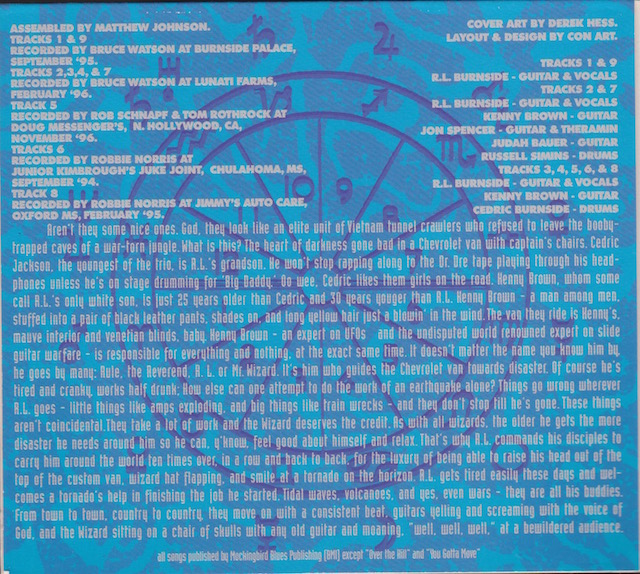 ASSEMBLED BY MATTHEW JOHNSON.
TRACKS 1 & 9
RECORDED BY BRUCE WATSON AT BURNSIDE PALACE,
SEPTEMBER '95.
TRACKS 2,3,4, & 7
RECORDED BY BRUCE WATSON AT LUNATI FARMS,
FEBRUARY '96.
TRACK 5
RECORDED BY ROB SCHNAPF & TOM ROTHROCK AT
DOUG MESSENGER'S, N. HOLLYWOOD, CA,
NOVEMBER '96.
TRACKS 6
RECORDED BY ROBBIE NORRIS AT
JUNIOR KIMBROUGH'S JUKE JOINT, CHULAHOMA, MS,
SEPTEMBER '94.
TRACK 8
RECORDED BY ROBBIE NORRIS AT JIMMY'S AUTO CARE,
OXFORD MS, FEBRUARY '95.
COVER ART BY DEREK HESS.
LAYOUT & DESIGN BY CON ART.
TRACKS 1 & 9
R.L. BURNSIDE - GUITAR & VOCALS
TRACKS 2 & 7
R.L. BURNSIDE - GUITAR & VOCALS
KENNY BROWN - GUITAR
JON SPENCER - GUITAR & THERAMIN
JUDAH BAUER - GUITAR
RUSSELL SIMINS - DRUMS
TRACKS 3, 4, 5, 6, & 8
R.L. BURNSIDE - GUITAR & VOCALS
KENNY BROWN - GUITAR
CEDRIC BURNSIDE - DRUMS
Aren't they some nice ones. God, they look like an elite unit of Vietnam tunnel crawlers who refused to leave the booby-
trapped caves of a war-torn jungle. What is this? The heart of darkness gone bad in a Chevrolet van with captain's chairs. Cedric
Jackson, the youngest of the trio, is R.L.'s grandson. He won't stop rapping along to the Dr. Dre tape playing through his head-
phones unless he's on stage drumming for "Big Daddy." Go wee, Cedric likes them girls on the road. Kenny Brown, whom some
call R.L.'s only white son, is just 25 years older than Cedric and 30 years youger than R.L. Kenny Brown - a man among men,
stuffed into a pair of black leather pants, shades on, and long yellow hair just a blowin' in the wind. The van they ride is Kenny's,
mauve interior and venetian blinds, baby. Kenny Brown - an expert on UFOs - and the undisputed world renowned expert on slide
guitar warfare - is responsible for everything and nothing, at the exact same time. It doesn't matter the name you know him by
he goes by many: Rule, the Reverend, R. L. or Mr. Wizard. It's him who guides the Chevrolet van towards disaster. Of course he's
tired and cranky, works half drunk; How else can one attempt to do the work of an earthquake alone? Things go wrong wherever
R.L. goes - little things like amps exploding, and big things like train wrecks - and they don't stop till he's gone. These things
aren't coincidental. They take a lot of work and the Wizard deserves the credit. As with all wizards, the older he gets the more
disaster he needs around him so he can, y'know, feel good about himself and relax. That's why R.L. commands his disciples to
carry him around the world ten times over, in a row and back to back, for the luxury of being able to raise his head out of the
top of the custom van, wizard hat flapping, and smile at a tornado on the horizon. R.L. gets tired easily these days and wel-
comes a tornado's help in finishing the job he started. Tidal waves, volcanoes, and yes, even wars - they are all his buddies.
From town to town, country to country, they move on with a consistent beat, guitars yelling and screaming with the voice of
God, and the Wizard sitting on a chair of skulls with any old guitar and moaning, "well, well, well," at a bewildered audience.
all songs published by Mockingbird Blues Publishing (BMI) except "Over the Hill" and "You Gotta Move"